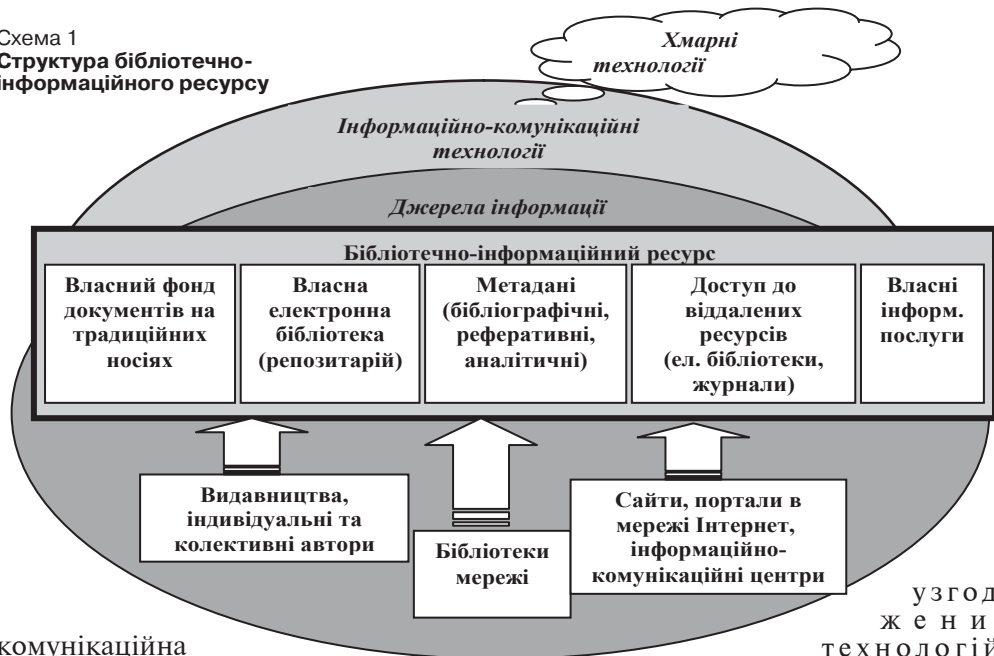 Схема 1
Структура бібліотечно-
інформаційного ресурсу
Хмарні
технології
Інформаційно-комунікаційні
технології
Джерела інформації
Бібліотечно-інформаційний ресурс
Власний фонд
документів на
традиційних
носіях
Власна
електронна
бібліотека
(репозитарій)
Метадані
(бібліографічні,
реферативні,
аналітичні)
Доступ до
віддалених
ресурсів
(ел. бібліотеки,
журнали)
Власні
інформ.
послуги
Видавництва,
індивідуальні та
колективні автори
Бібліотеки
мережі
Сайти, портали в
мережі Інтернет,
інформаційно-
комунікаційні центри
комунікаційна
узгод
жени
технологій